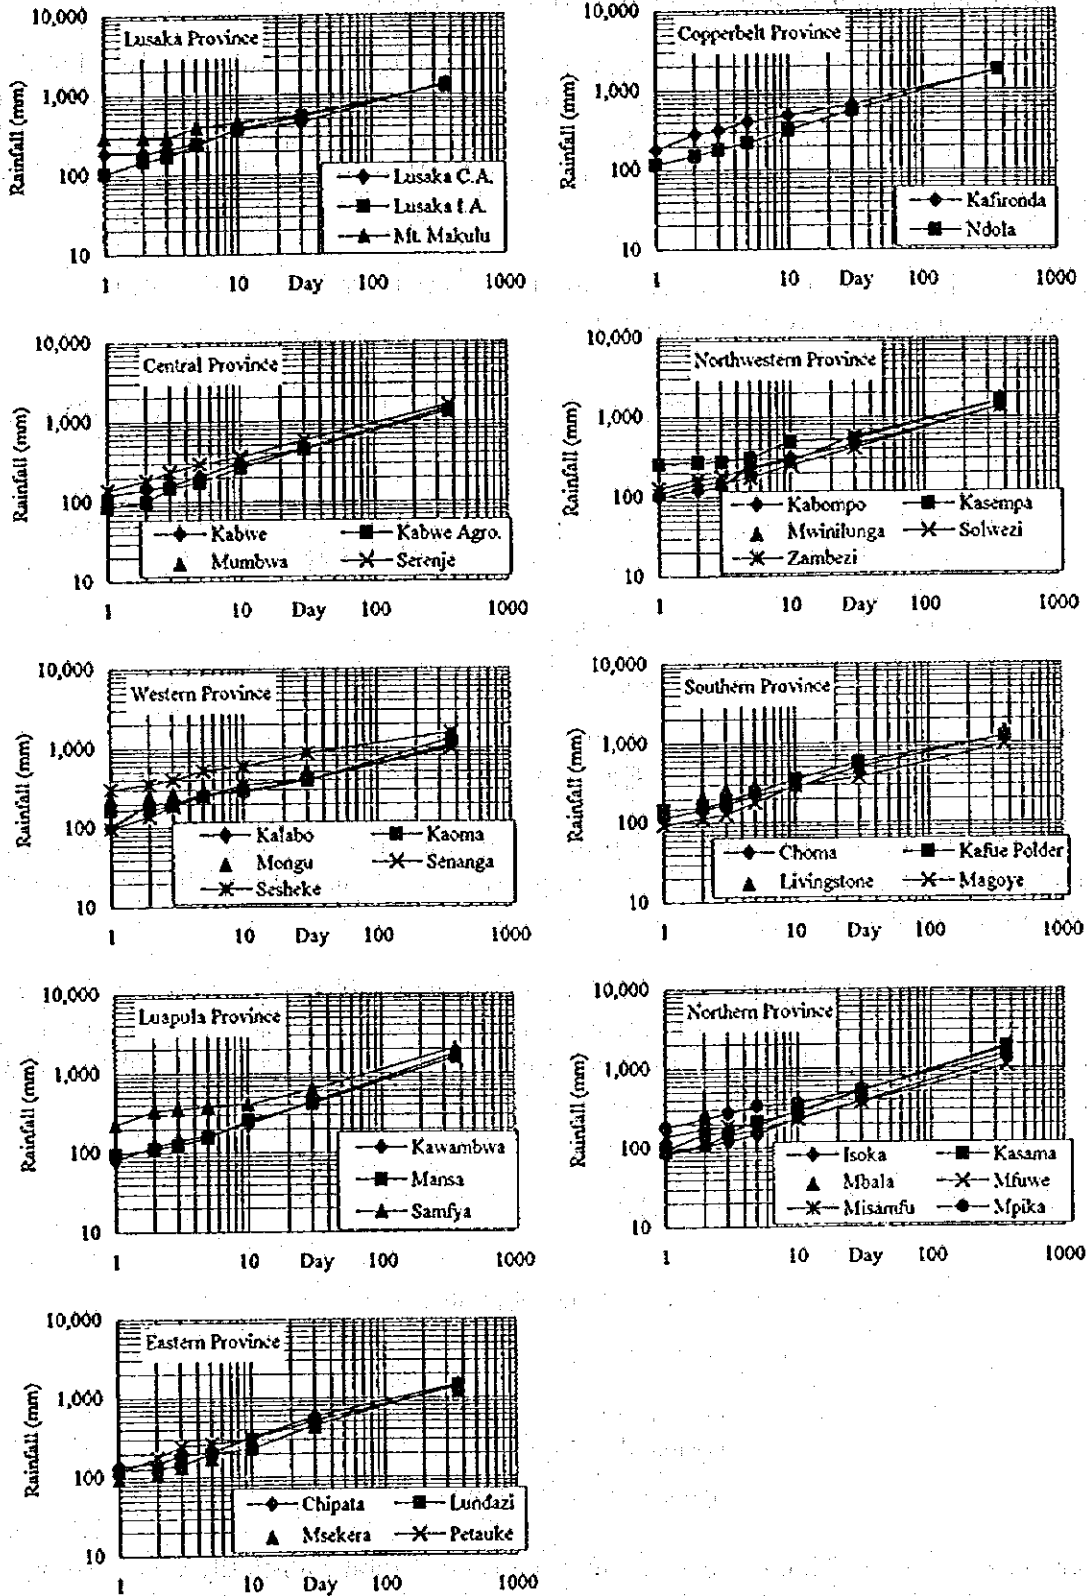 Lusaka Province
Rainfall (mm)
10,000
1,000
100
10
1 10 Day 100 1000
Lusaka C.A.
Lusaka I.A.
Mt. Makulu
Copperbelt Province
Rainfall (mm)
10,000
1,000
100
10
1 10 Day 100 1000
Kafironda
Ndola
Central Province
Rainfall (mm)
10,000
1,000
100
10
1 10 Day 100 1000
Kabwe Kabwe Agro.
Mumbwa Serenje
Northwestern Province
Rainfall (mm)
10,000
1,000
100
10
1 10 Day 100 1000
Kabompo Kasempa
Mwinilunga Solwezi
Zambezi
Western Province
Rainfall (mm)
10,000
1,000
100
10
1 10 Day 100 1000
Kalabo Kaoma
Mongu Senanga
Sesheke
Southern Province
Rainfall (mm)
10,000
1,000
100
10
1 10 Day 100 1000
Choma Kafue Polder
Livingstone Magoye
Luapula Province
Rainfall (mm)
10,000
1,000
100
10
1 10 Day 100 1000
Kawambwa
Mansa
Samfya
Northern Province
Rainfall (mm)
10,000
1,000
100
10
1 10 Day 100 1000
Isoka Kasama
Mbala Mfuwe
Misamfu Mpika
Eastern Province
Rainfall (mm)
10,000
1,000
100
10
1 10 Day 100 1000
Chipata Lundazi
Msekera Petauke